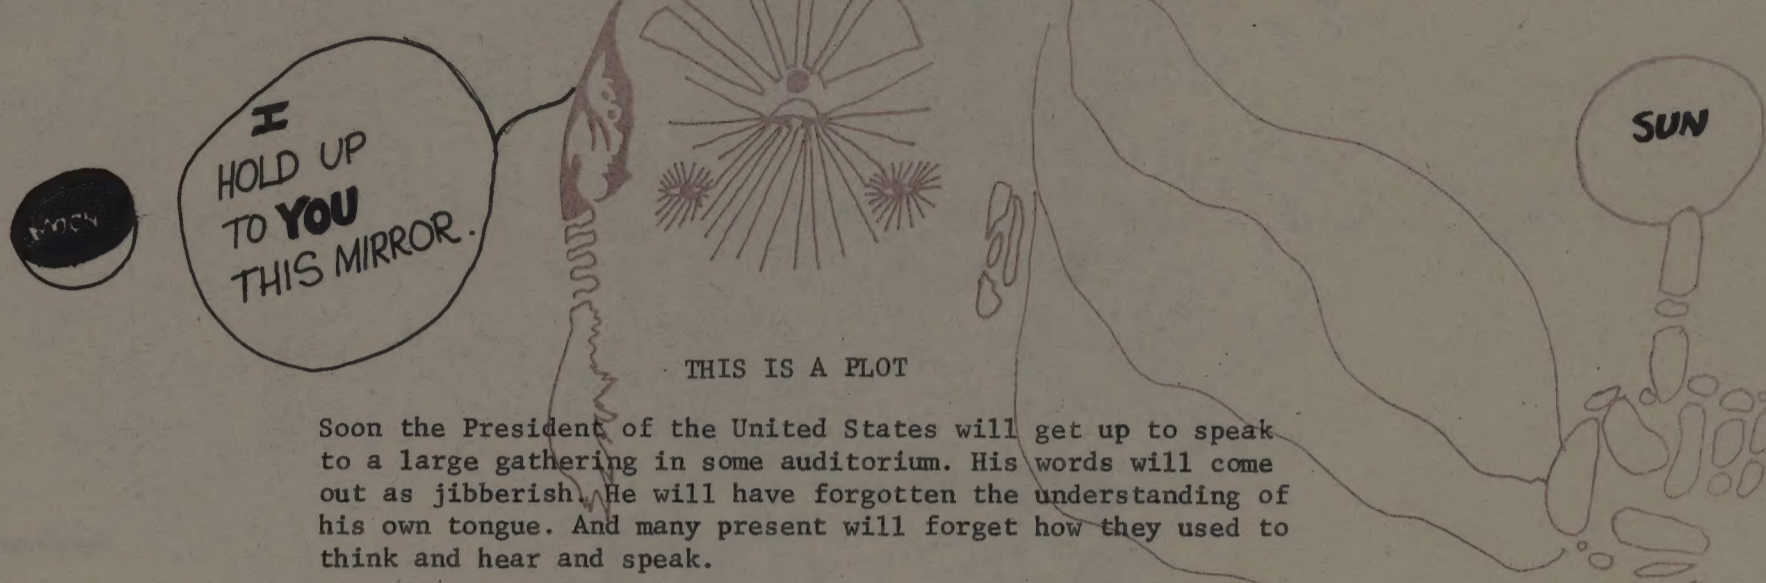 MOON
I
HOLD UP
TO YOU
THIS MIRROR.
SUN
THIS IS A PLOT
Soon the President of the United States will get up to speak
to a large gathering in some auditorium. His words will come
out as jibberish. He will have forgotten the understanding of
his own tongue. And many present will forget how they used to
think and hear and speak.